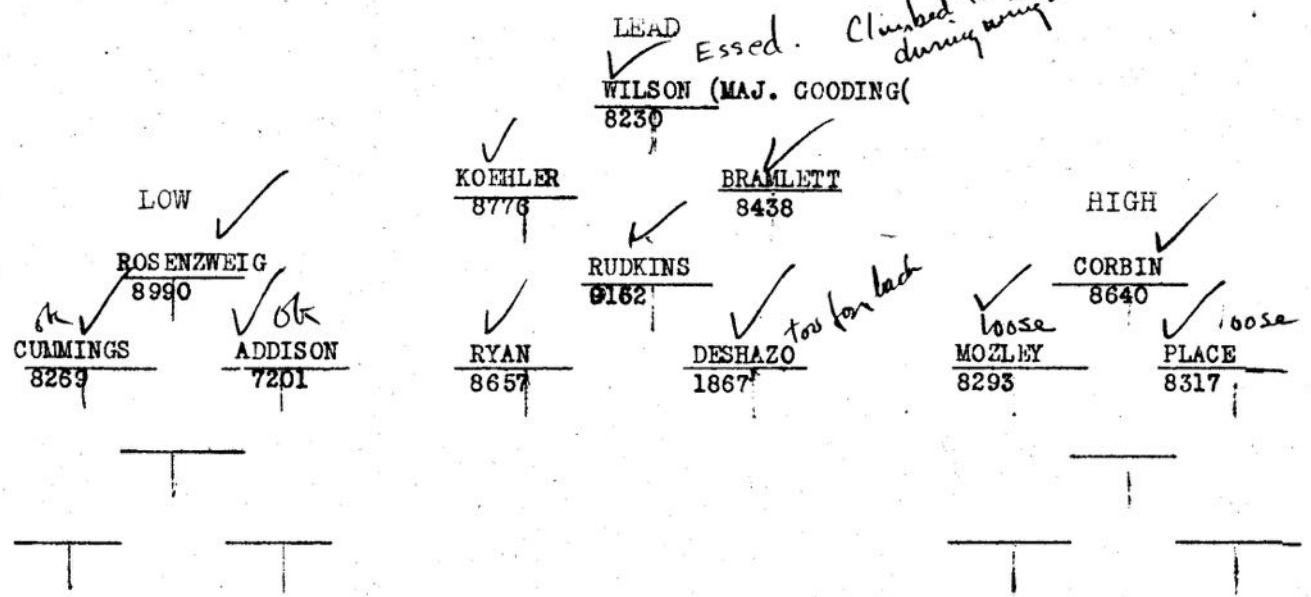 LEAD
Essed. Climbed
during
WILSON (MAJ. GOODING(
8230
KOEHLER
8776
BRAMLETT
8438
LOW
HIGH
ROSENZWEIG
8990
RUDKINS
9162
CORBIN
8640
ok
ok
too far back
loose
loose
CUMMINGS
8269
ADDISON
7201
RYAN
8657
DESHAZO
1867
MOZLEY
8293
PLACE
8317